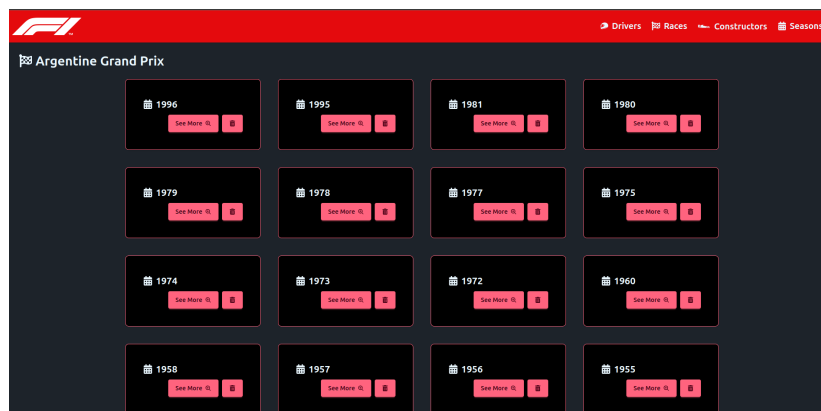 Drivers Races Constructors Seasons
Argentine Grand Prix
1996 1995 1981 1980
See More See More See More See More
1979 1978 1977 1975
See More See More See More See More
1974 1973 1972 1960
See More See More See More See More
1958 1957 1956 1955
See More See More See More See More